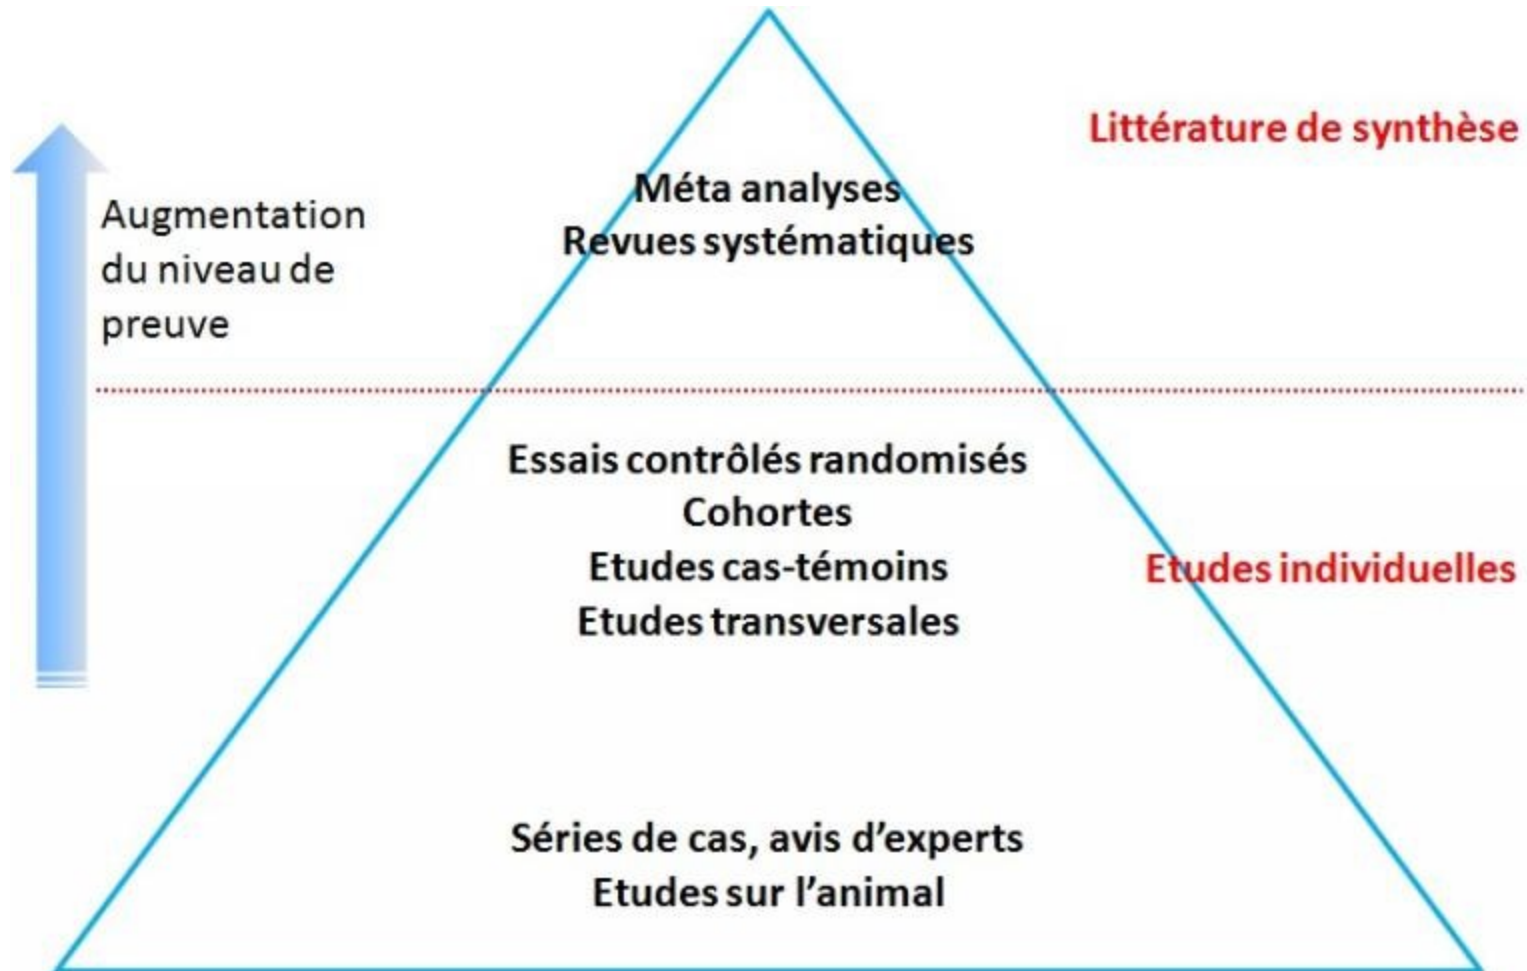 Littérature de synthèse
Méta analyses
Revues systématiques
Augmentation
du niveau de
preuve
Essais contrôlés randomisés
Cohortes
Etudes cas-témoins
Etudes transversales
Etudes individuelles
Séries de cas, avis d’experts
Etudes sur l’animal